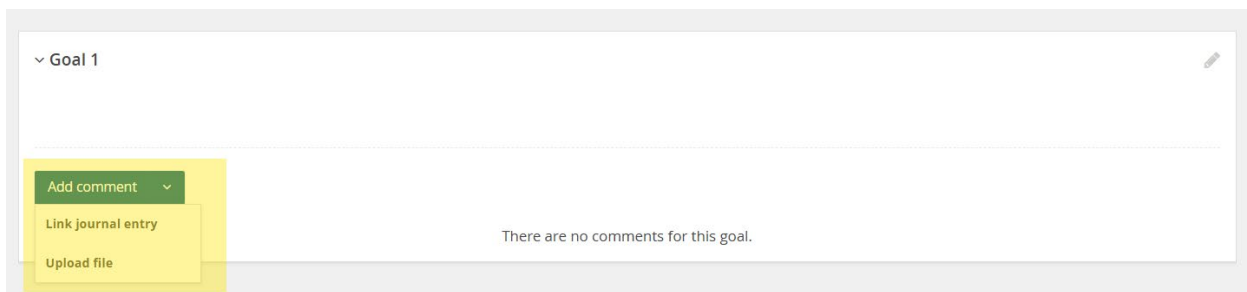 Goal 1
Add comment
Link journal entry
There are no comments for this goal.
Upload file